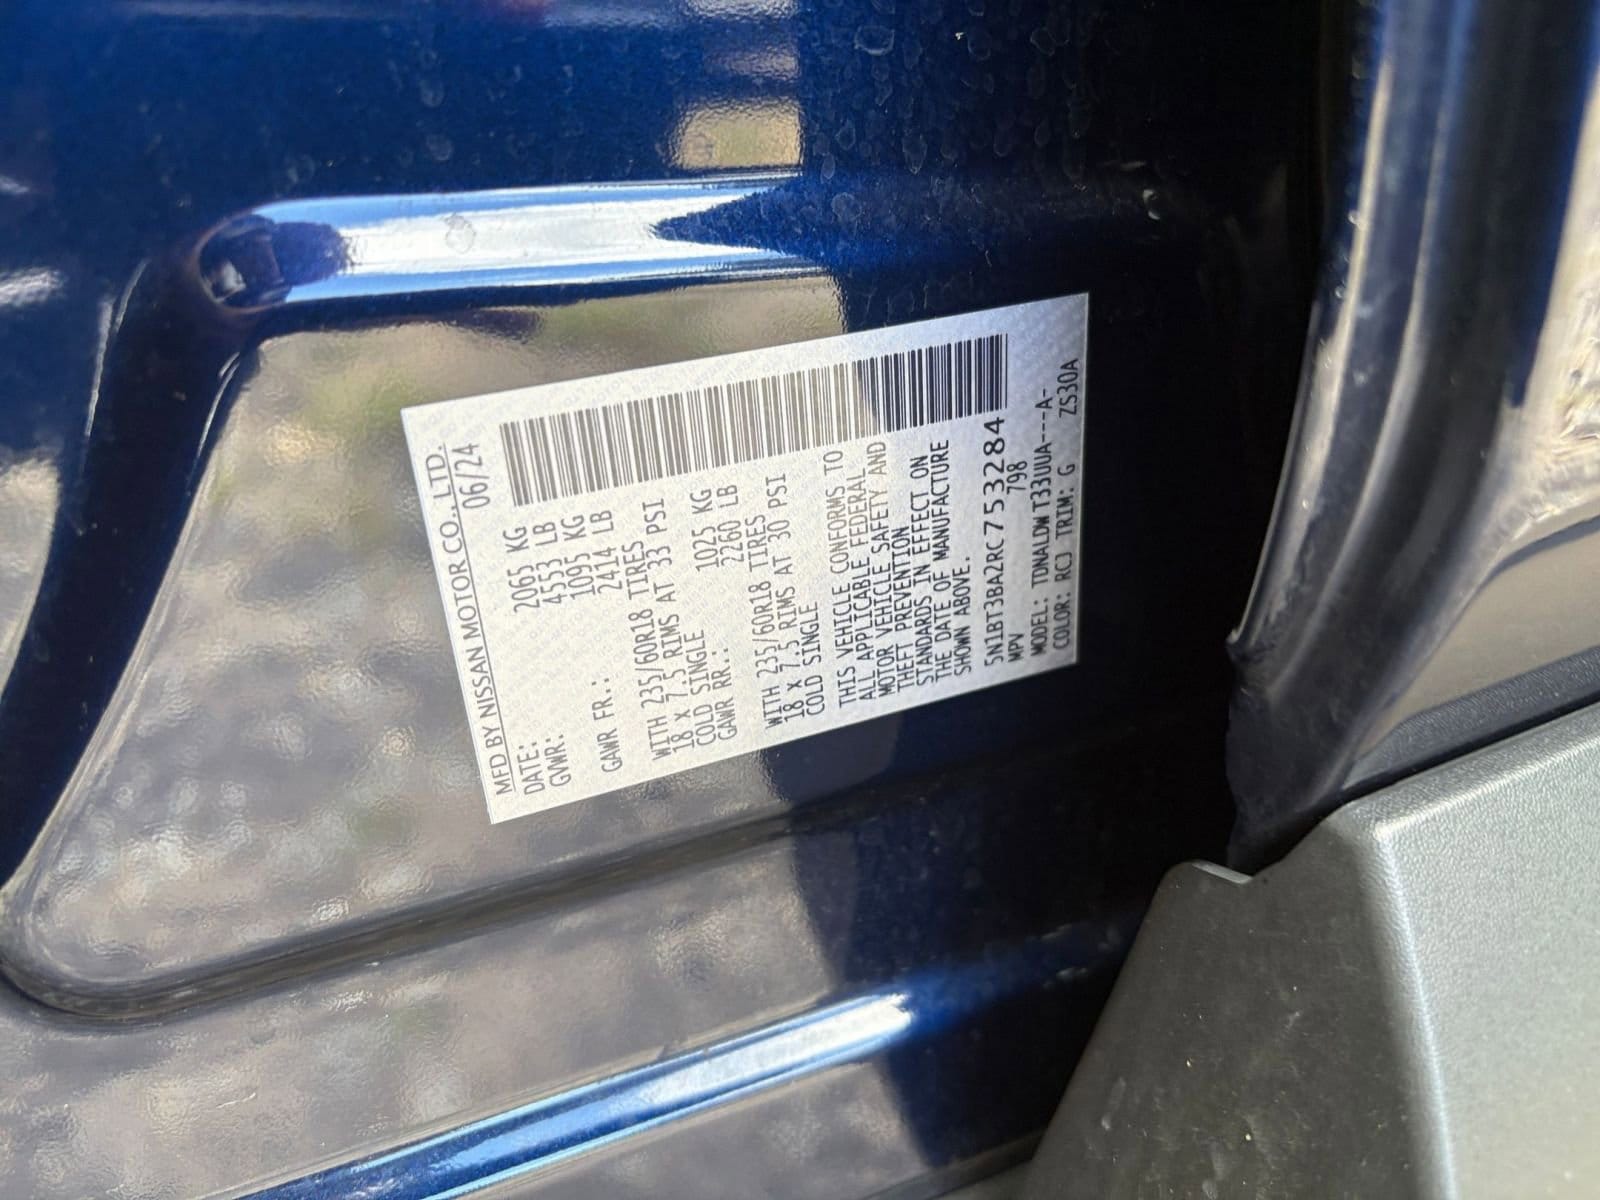 MFD BY NISSAN MOTOR CO., LTD.
DATE: 06/24
GVWR: 2065 KG
4553 LB
GAWR FR.: 1095 KG
2414 LB
WITH 235/60R18 TIRES
18 X 7.5 RIMS AT 33 PSI
COLD SINGLE
GAWR RR.: 1025 KG
2260 LB
WITH 235/60R18 TIRES
18 X 7.5 RIMS AT 30 PSI
COLD SINGLE
THIS VEHICLE CONFORMS TO
ALL APPLICABLE FEDERAL
MOTOR VEHICLE SAFETY AND
THEFT PREVENTION
STANDARDS IN EFFECT ON
THE DATE OF MANUFACTURE
SHOWN ABOVE.
5N1BT3BA2RC753284
MPV 798
MODEL: TDNALDW T33UUA---A-
COLOR: RCJ TRIM: G ZS30A